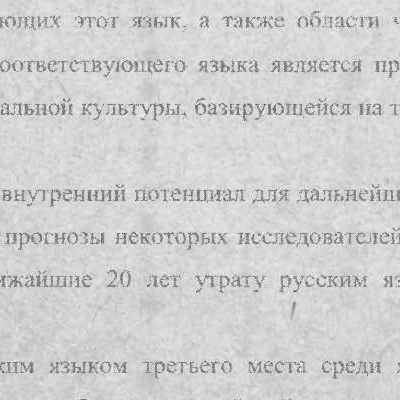 ющих этот язык, а также области ч
оответствующего языка является пр
альной культуры, базирующейся на т
внутренний потенциал для дальнейш
прогнозы некоторых исследователей
ижайшие 20 лет утрату русским яз
ким языком третьего места среди я